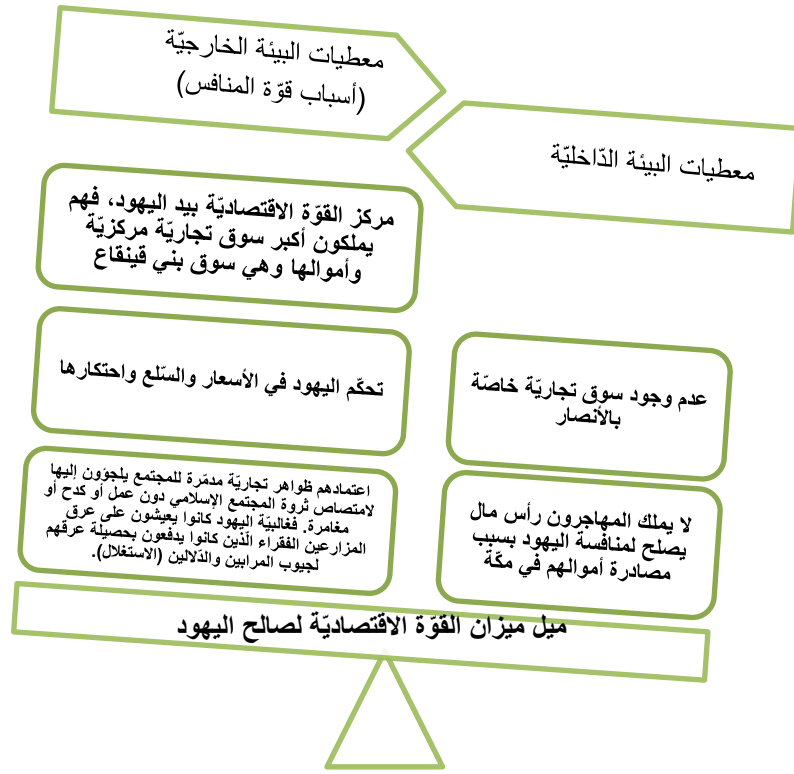 معطيات البيئة الخارجيّة
(أسباب قوّة المنافس)
معطيات البيئة الدّاخليّة
مركز القوّة الاقتصاديّة بيد اليهود، فهم
يملكون أكبر سوق تجاريّة مركزيّة
وأموالها وهي سوق بني قينقاع
تحكّم اليهود في الأسعار والسّلع واحتكارها
عدم وجود سوق تجاريّة خاصّة
بالأنصار
اعتمادهم ظواهر تجاريّة مدمّرة للمجتمع يلجؤون إليها
لامتصاص ثروة المجتمع الإسلامي دون عمل أو كدح أو
مغامرة. فغالبيّة اليهود كانوا يعيشون على عرق
المزارعين الفقراء الّذين كانوا يدفعون بحصيلة عرقهم
لجيوب المرابين والدّلالين (الاستغلال).
لا يملك المهاجرون رأس مال
يصلح لمنافسة اليهود بسبب
مصادرة أموالهم في مكّة
ميل ميزان القوّة الاقتصاديّة لصالح اليهود